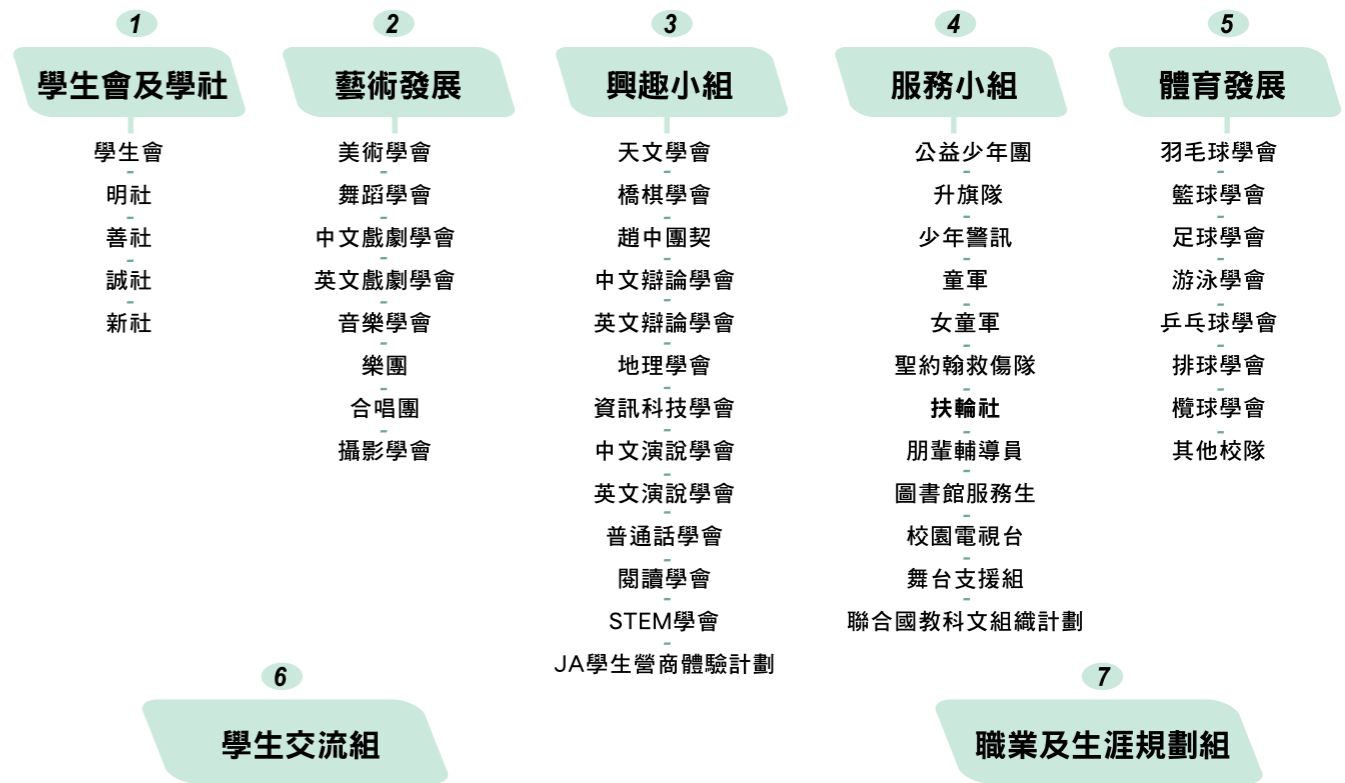 1
學生會及學社
學生會
明社
善社
誠社
新社
2
藝術發展
美術學會
舞蹈學會
中文戲劇學會
英文戲劇學會
音樂學會
樂團
合唱團
攝影學會
3
興趣小組
天文學會
橋棋學會
趙中團契
中文辯論學會
英文辯論學會
地理學會
資訊科技學會
中文演說學會
英文演說學會
普通話學會
閱讀學會
STEM學會
JA學生營商體驗計劃
4
服務小組
公益少年團
升旗隊
少年警訊
童軍
女童軍
聖約翰救傷隊
扶輪社
朋輩輔導員
圖書館服務生
校園電視台
舞台支援組
聯合國教科文組織計劃
5
體育發展
羽毛球學會
籃球學會
足球學會
游泳學會
乒乓球學會
排球學會
欖球學會
其他校隊
6
學生交流組
7
職業及生涯規劃組